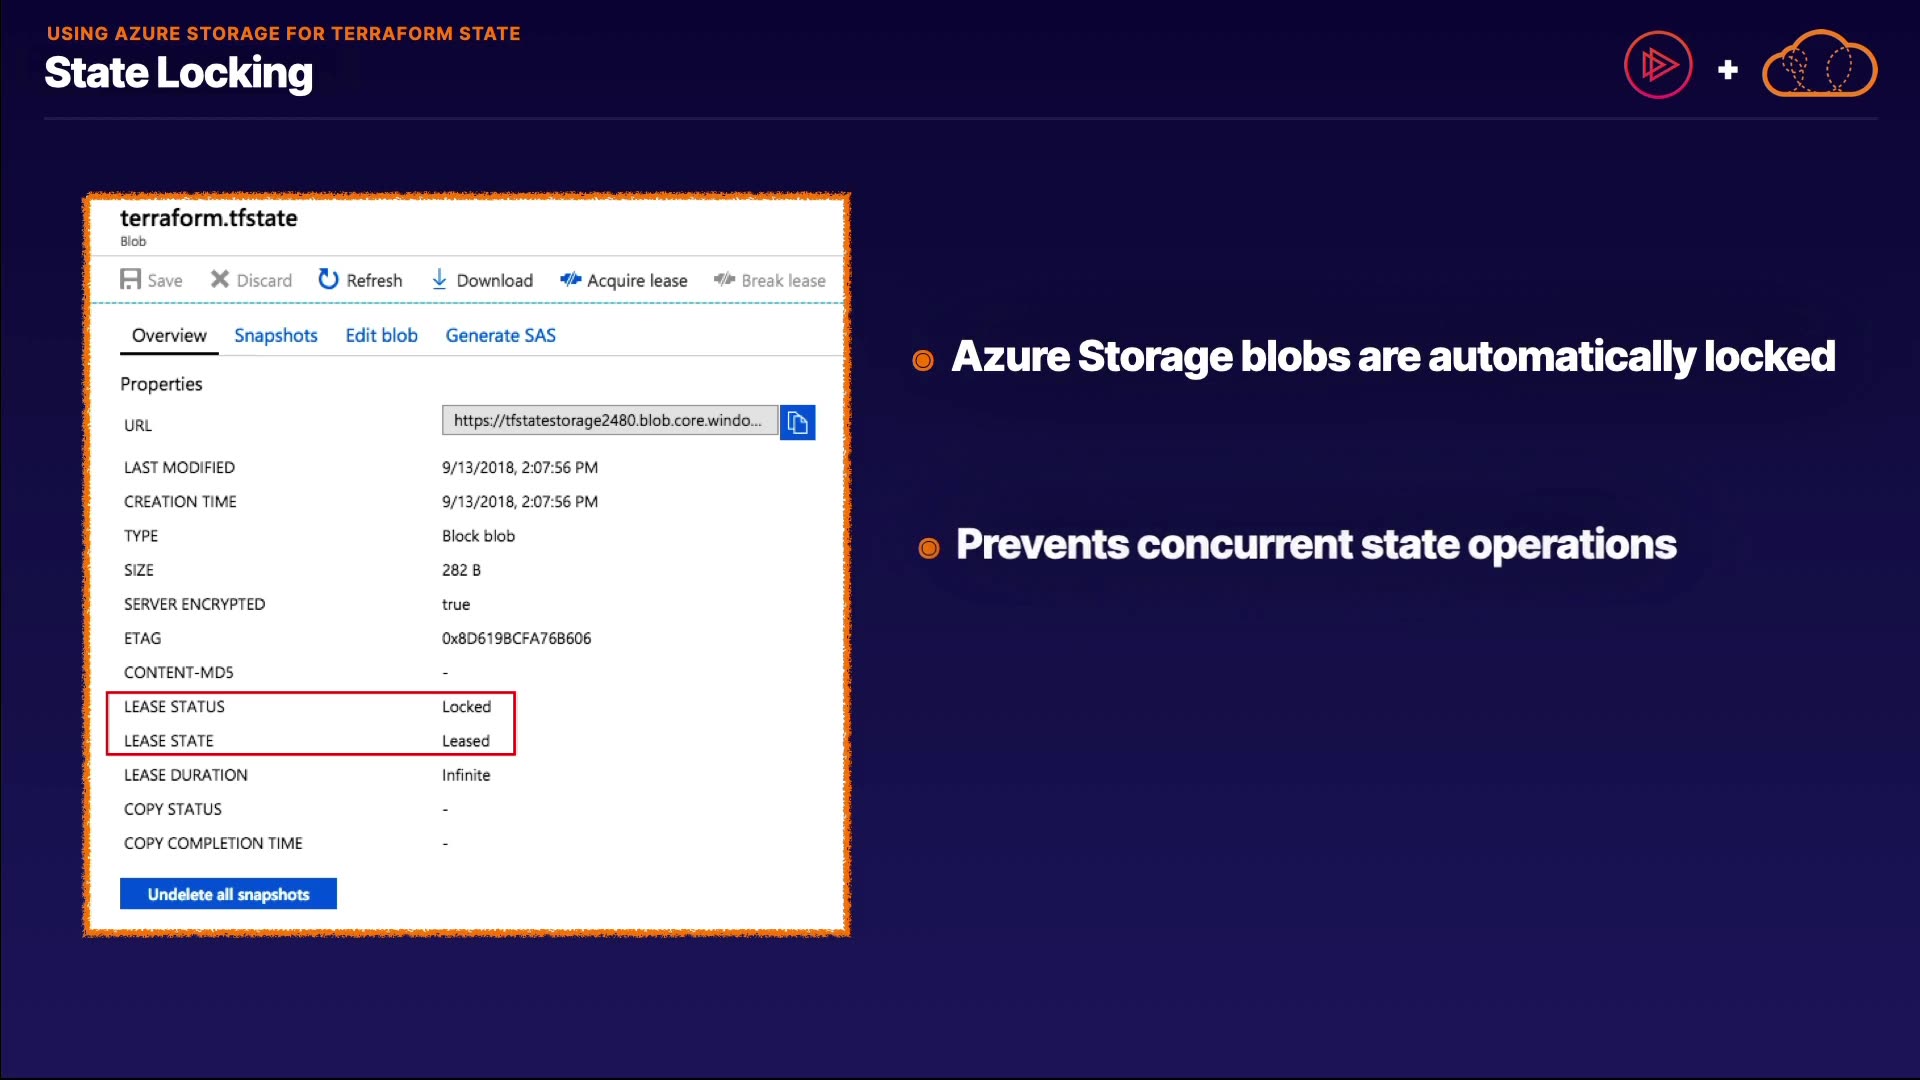 USING AZURE STORAGE FOR TERRAFORM STATE
State Locking
terraform.tfstate
Blob
Save Discard Refresh Download Acquire lease Break lease
Overview Snapshots Edit blob Generate SAS
Properties
URL https://tfstatestorage2480.blob.core.windo...
LAST MODIFIED 9/13/2018, 2:07:56 PM
CREATION TIME 9/13/2018, 2:07:56 PM
TYPE Block blob
SIZE 282 B
SERVER ENCRYPTED true
ETAG 0x8D619BCFA76B606
CONTENT-MD5 -
LEASE STATUS Locked
LEASE STATE Leased
LEASE DURATION Infinite
COPY STATUS -
COPY COMPLETION TIME -
Undelete all snapshots
Azure Storage blobs are automatically locked
Prevents concurrent state operations